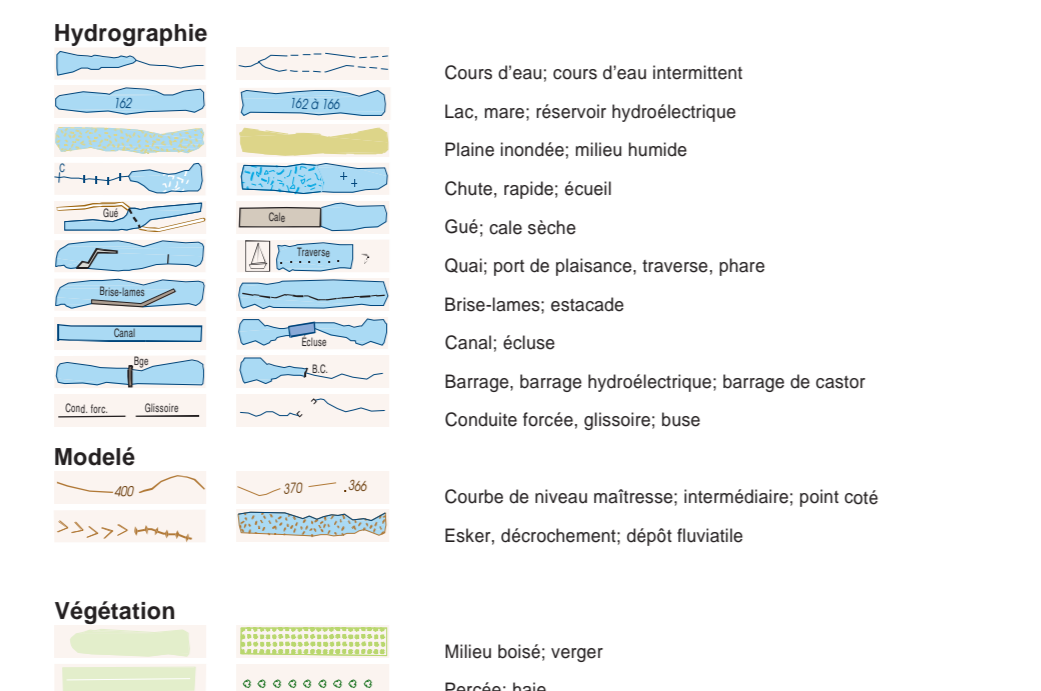 Hydrographie
Cours d'eau; cours d'eau intermittent
162 162 à 166 Lac, mare; réservoir hydroélectrique
Plaine inondée; milieu humide
C Chute, rapide; écueil
Gué Cale Gué; cale sèche
Traverse Quai; port de plaisance, traverse, phare
Brise-lames Brise-lames; estacade
Canal Écluse Canal; écluse
Bge B.C. Barrage, barrage hydroélectrique; barrage de castor
Cond. forc. Glissoire Conduite forcée, glissoire; buse
Modelé
400 370 .366 Courbe de niveau maîtresse; intermédiaire; point coté
Esker, décrochement; dépôt fluviatile
Végétation
Milieu boisé; verger
Percée; haie